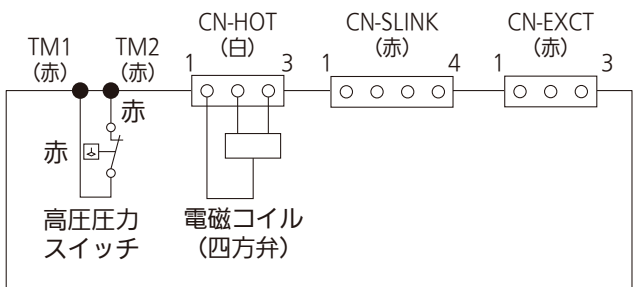 TM1
(赤)
TM2
(赤)
CN-HOT
(白)
1 3
CN-SLINK
(赤)
1 4
CN-EXCT
(赤)
1 3
赤
赤
高圧圧力
スイッチ
電磁コイル
(四方弁)